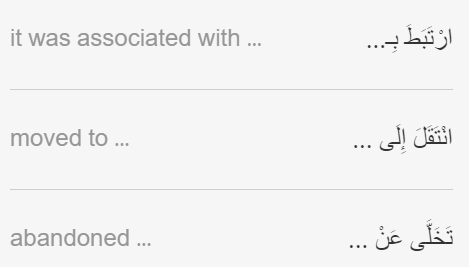 it was associated with ...
ارْتَبَطَ بِـ...
moved to ...
انْتَقَلَ إِلَى ...
abandoned ...
تَخَلَّى عَنْ ...